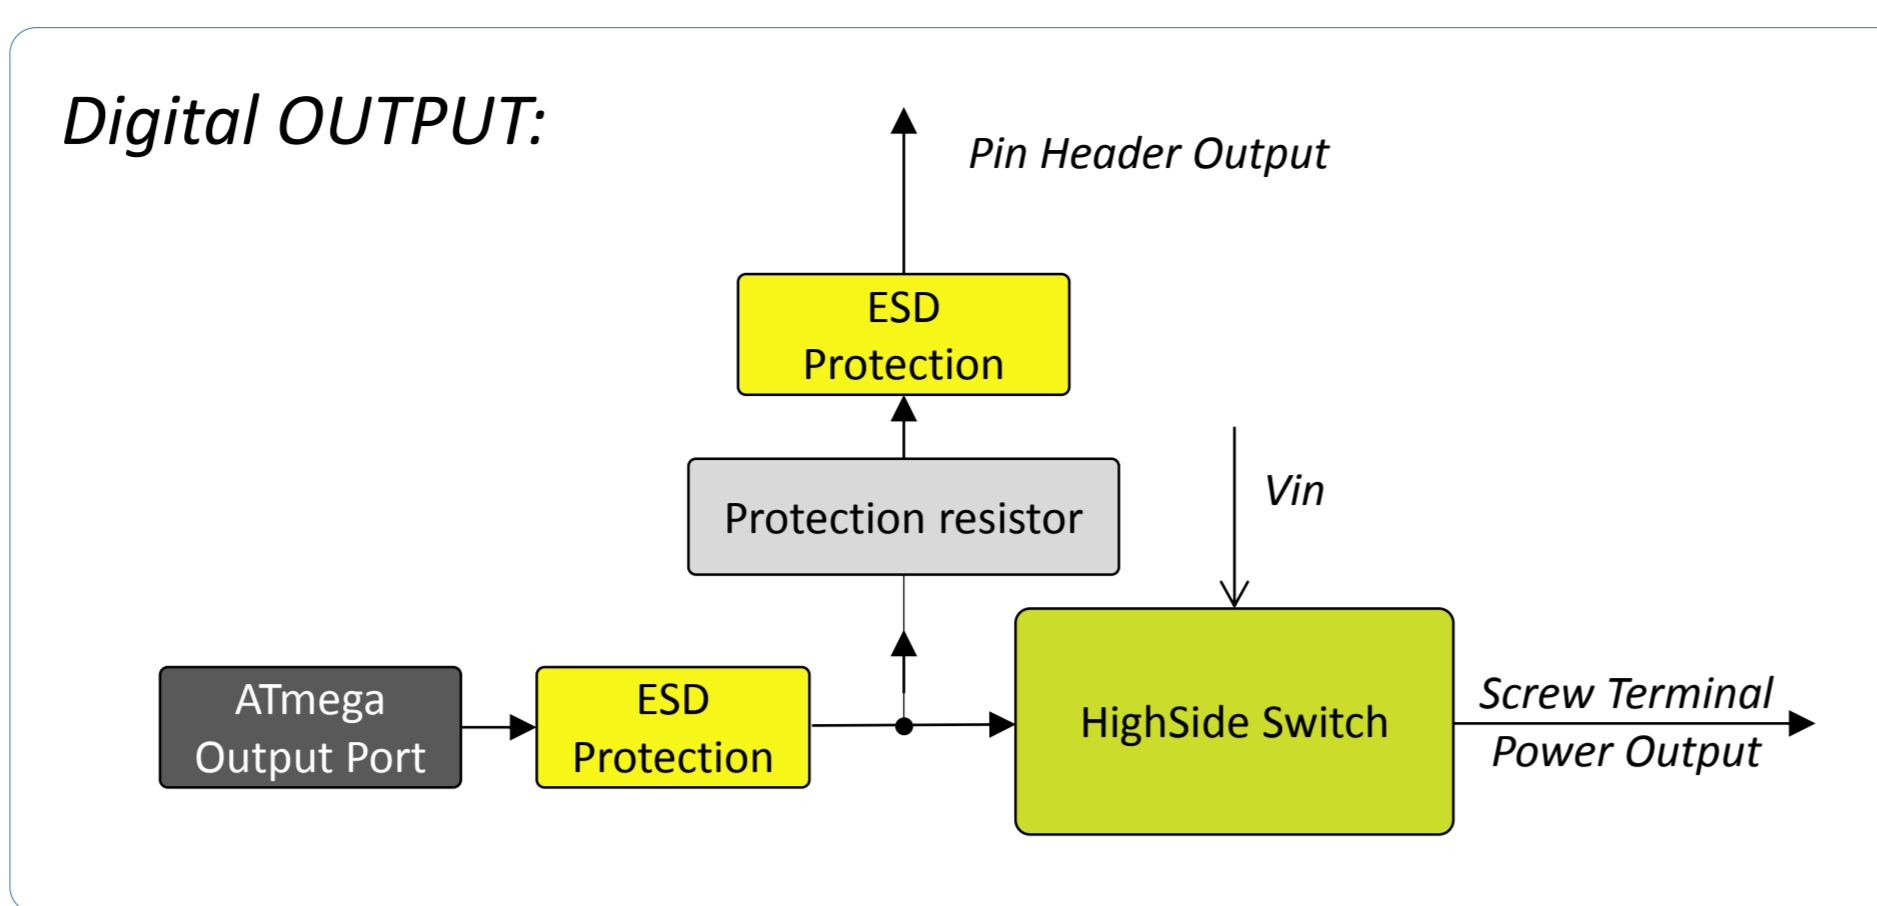 Digital OUTPUT:
Pin Header Output
ESD
Protection
Protection resistor
Vin
ATmega
Output Port
ESD
Protection
HighSide Switch
Screw Terminal
Power Output